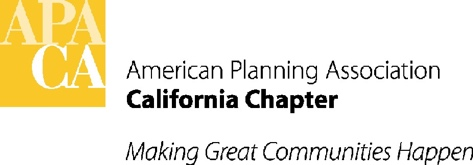 APA
CA
American Planning Association
California Chapter
Making Great Communities Happen